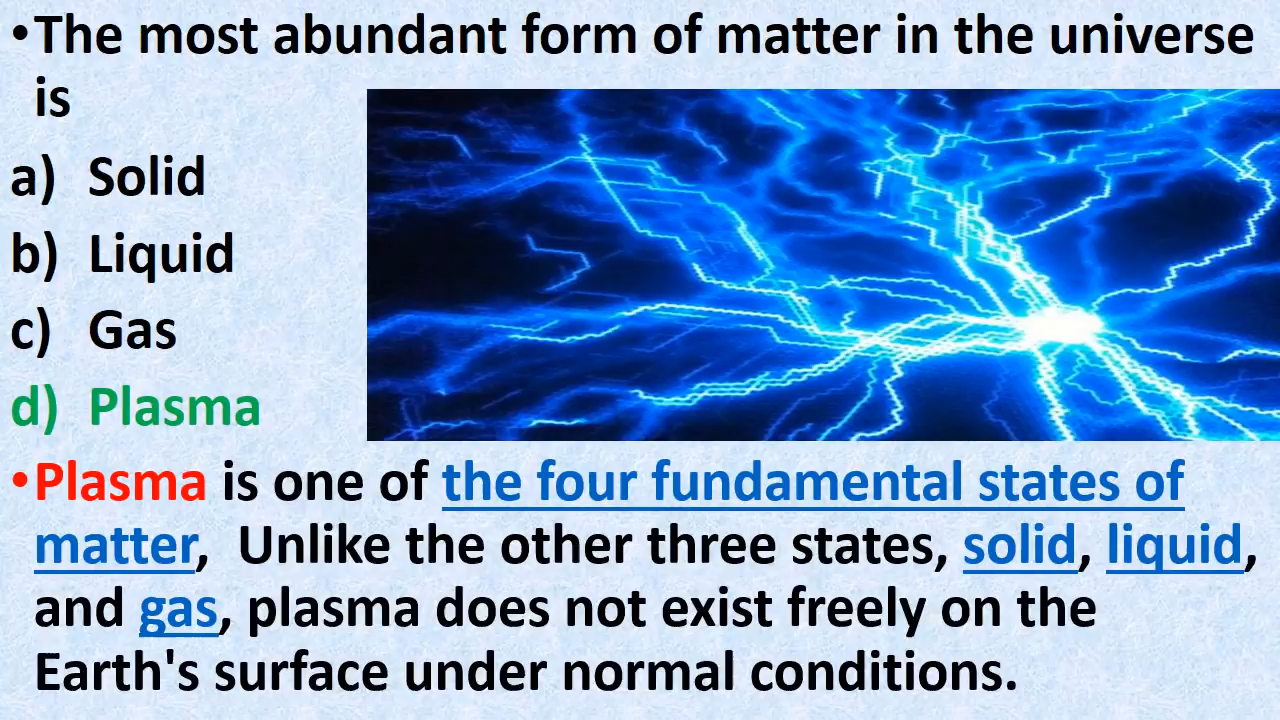 •The most abundant form of matter in the universe
is
a) Solid
b) Liquid
c) Gas
d) Plasma
•Plasma is one of the four fundamental states of
matter,  Unlike the other three states, solid, liquid,
and gas, plasma does not exist freely on the
Earth's surface under normal conditions.